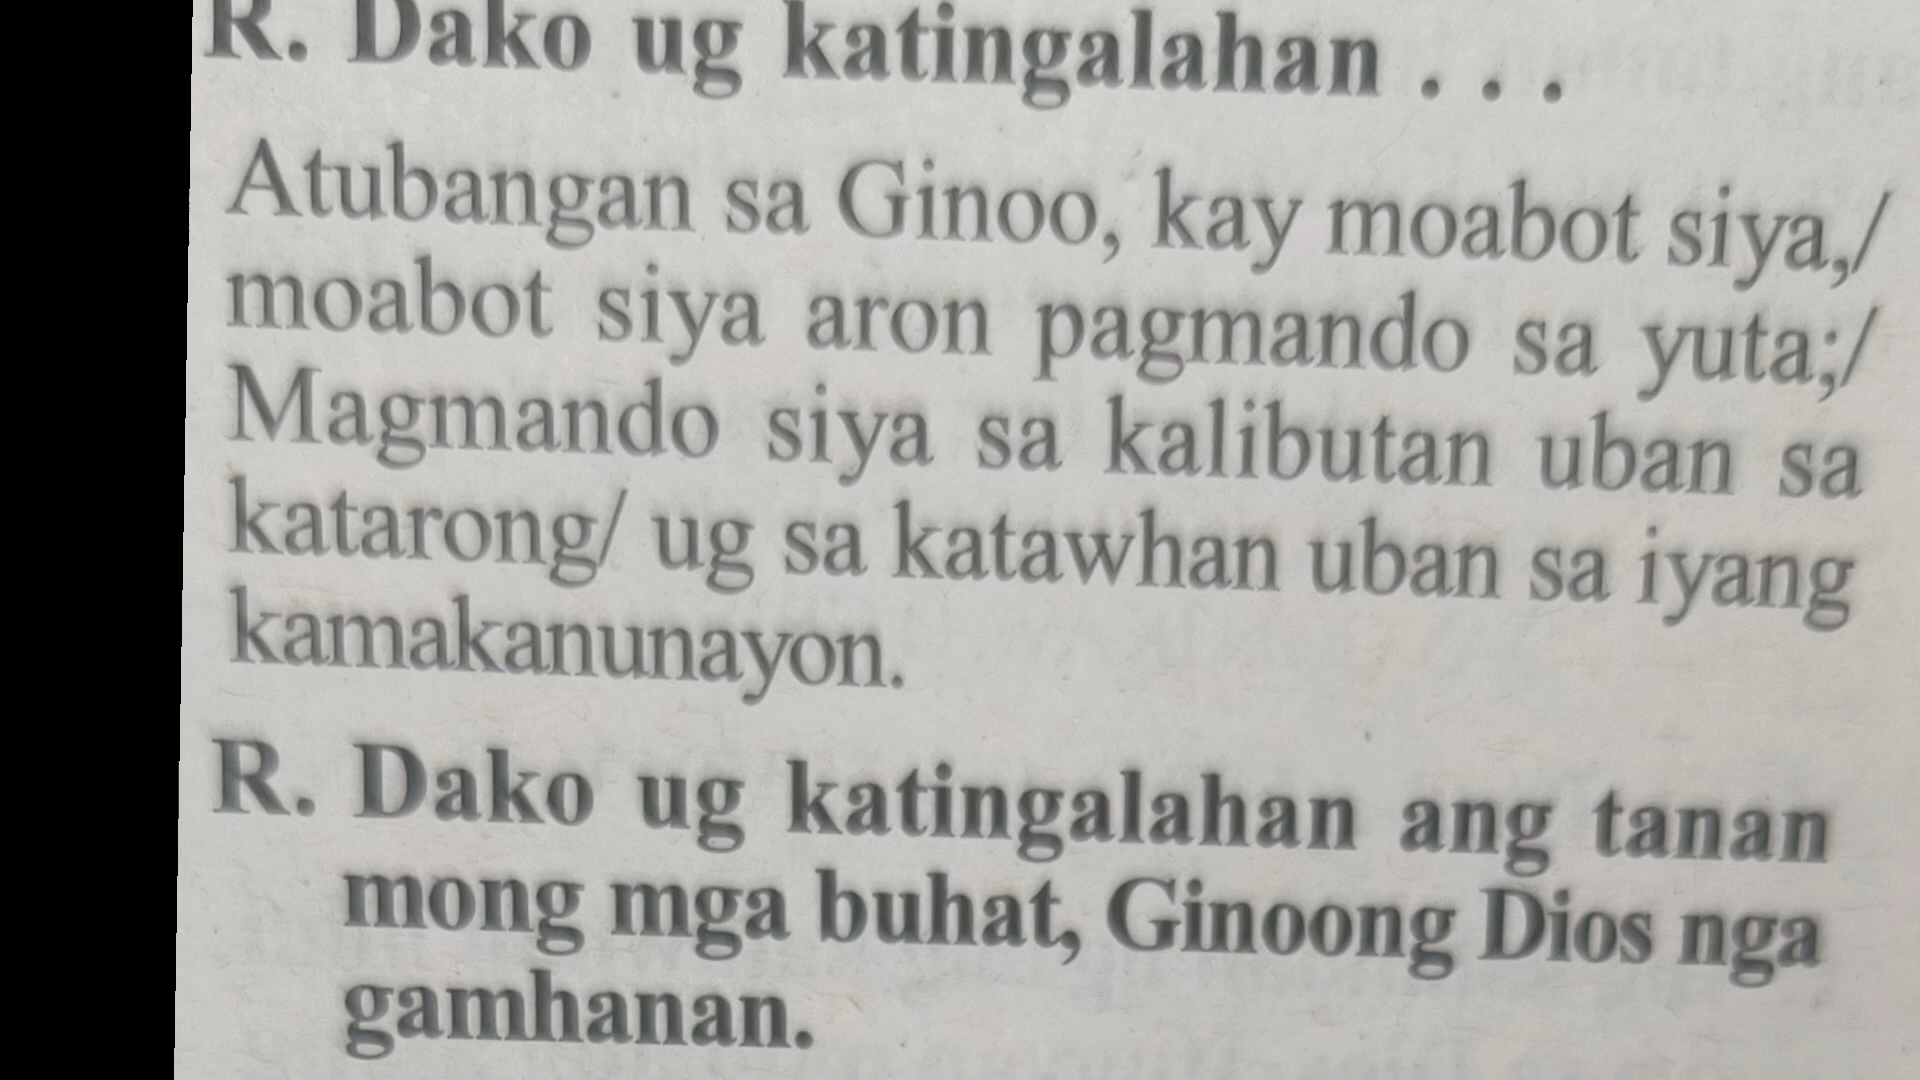 R. Dako ug katingalahan . . .
Atubangan sa Ginoo, kay moabot siya,/
moabot siya aron pagmando sa yuta;/
Magmando siya sa kalibutan uban sa
katarong/ ug sa katawhan uban sa iyang
kamakanunayon.
R. Dako ug katingalahan ang tanan
mong mga buhat, Ginoong Dios nga
gamhanan.